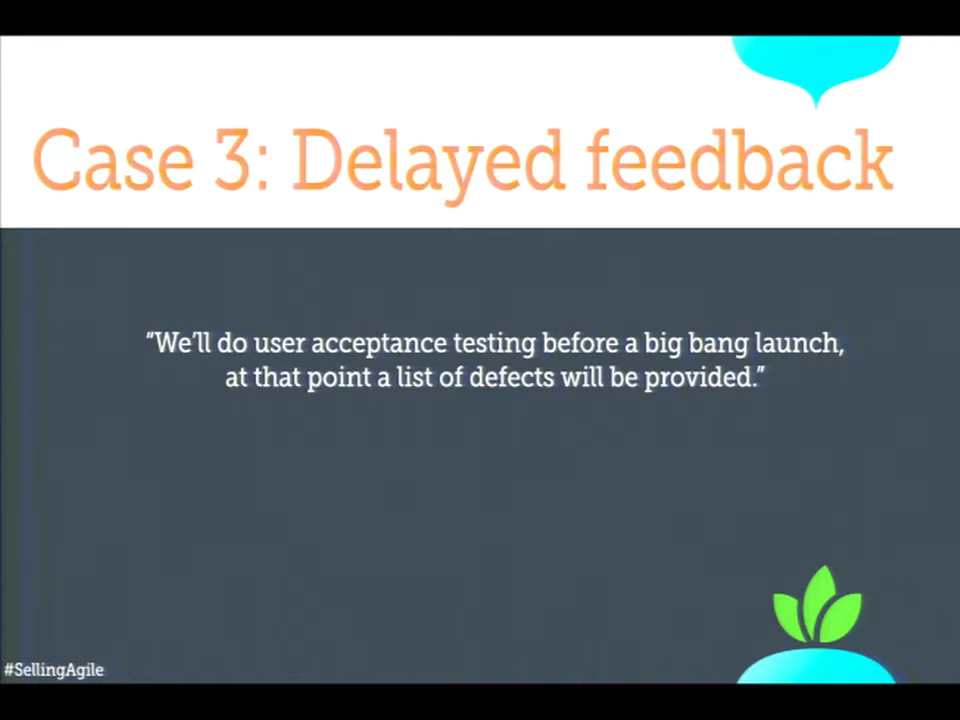 Case 3: Delayed feedback
“We’ll do user acceptance testing before a big bang launch,
at that point a list of defects will be provided.”
#SellingAgile